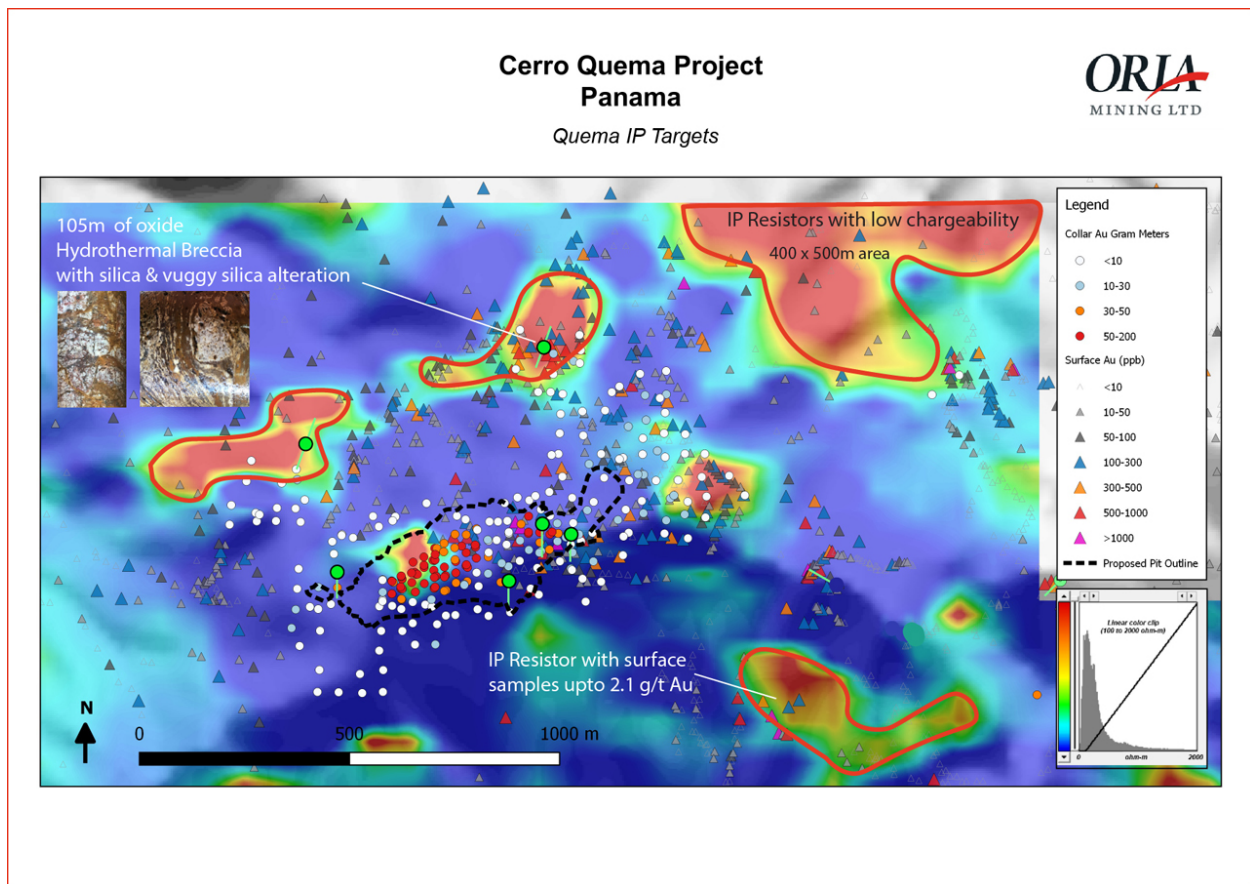 Cerro Quema Project
Panama
Quema IP Targets
ORLA
MINING LTD
105m of oxide
Hydrothermal Breccia
with silica & vuggy silica alteration
IP Resistors with low chargeability
400 x 500m area
IP Resistor with surface
samples upto 2.1 g/t Au
N
0 500 1000 m
Legend
Collar Au Gram Meters
<10
10-30
30-50
50-200
Surface Au (ppb)
<10
10-50
50-100
100-300
300-500
500-1000
>1000
Proposed Pit Outline
Linear color clip
(100 to 2000 ohm-m)
0 ohm-m 2000